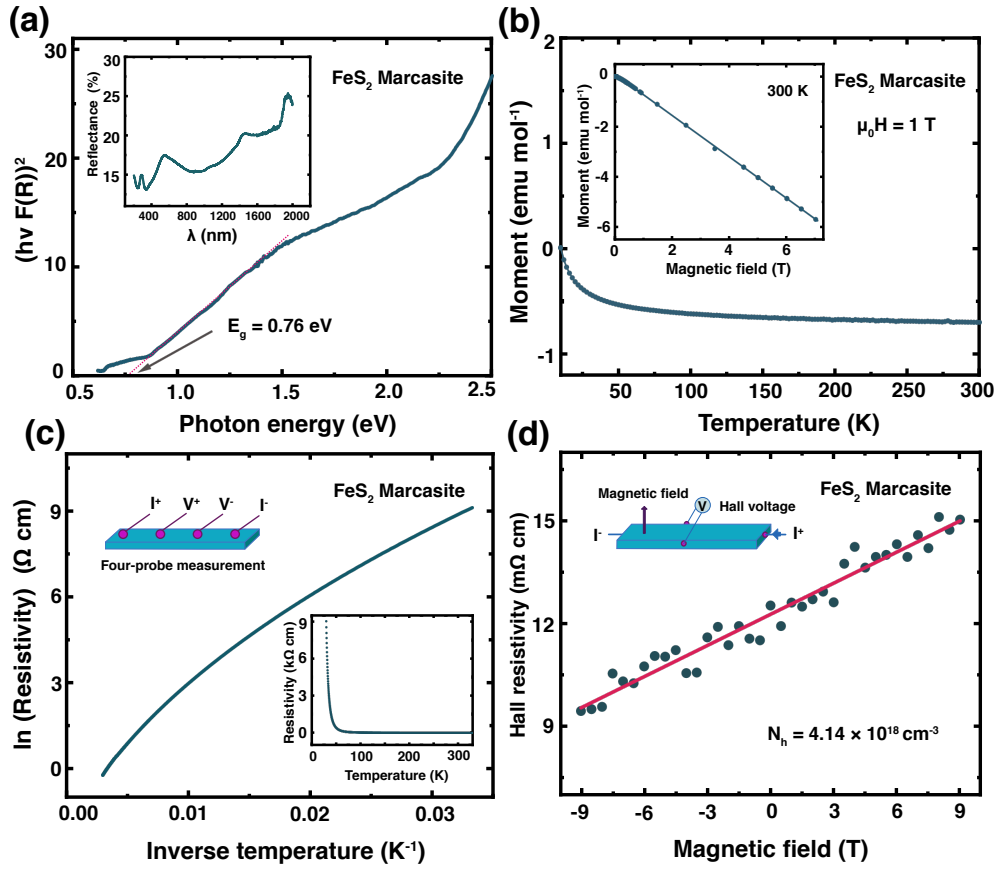 (a)
30
20
10
0
(hν F(R))²
0.5 1.0 1.5 2.0 2.5
Photon energy (eV)
FeS₂ Marcasite
E_g = 0.76 eV
30
25
20
15
Reflectance (%)
400 800 1200 1600 2000
λ (nm)
(b)
2
1
0
-1
Moment (emu mol⁻¹)
50 100 150 200 250 300
Temperature (K)
FeS₂ Marcasite
μ₀H = 1 T
300 K
0
-2
-4
-6
Moment (emu mol⁻¹)
0 2 4 6
Magnetic field (T)
(c)
9
6
3
0
ln (Resistivity) (Ω cm)
0.00 0.01 0.02 0.03
Inverse temperature (K⁻¹)
FeS₂ Marcasite
I⁺ V⁺ V⁻ I⁻
Four-probe measurement
9
6
3
0
Resistivity (kΩ cm)
0 100 200 300
Temperature (K)
(d)
15
12
9
Hall resistivity (mΩ cm)
-9 -6 -3 0 3 6 9
Magnetic field (T)
FeS₂ Marcasite
Magnetic field
V
Hall voltage
I⁻
I⁺
N_h = 4.14 × 10¹⁸ cm⁻³